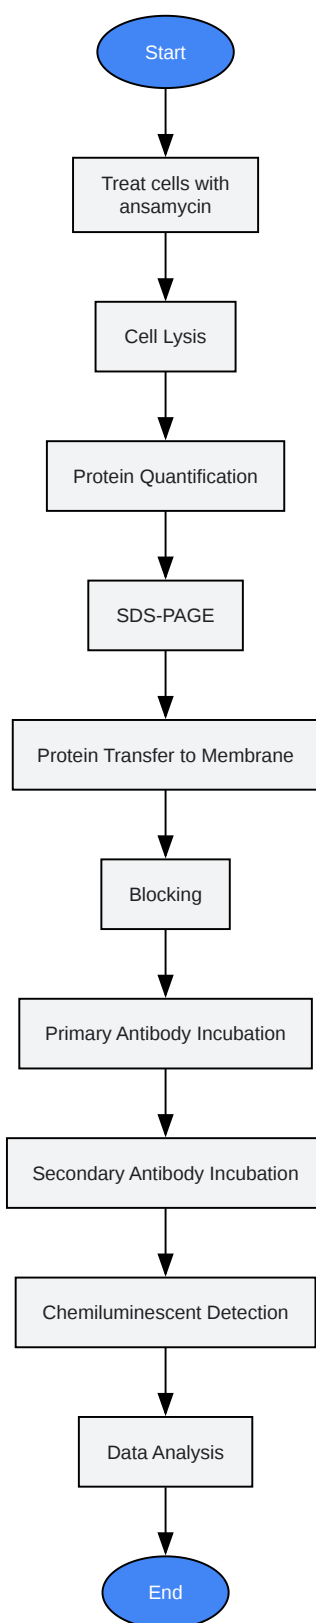 Start
Treat cells with
ansamycin
Cell Lysis
Protein Quantification
SDS-PAGE
Protein Transfer to Membrane
Blocking
Primary Antibody Incubation
Secondary Antibody Incubation
Chemiluminescent Detection
Data Analysis
End